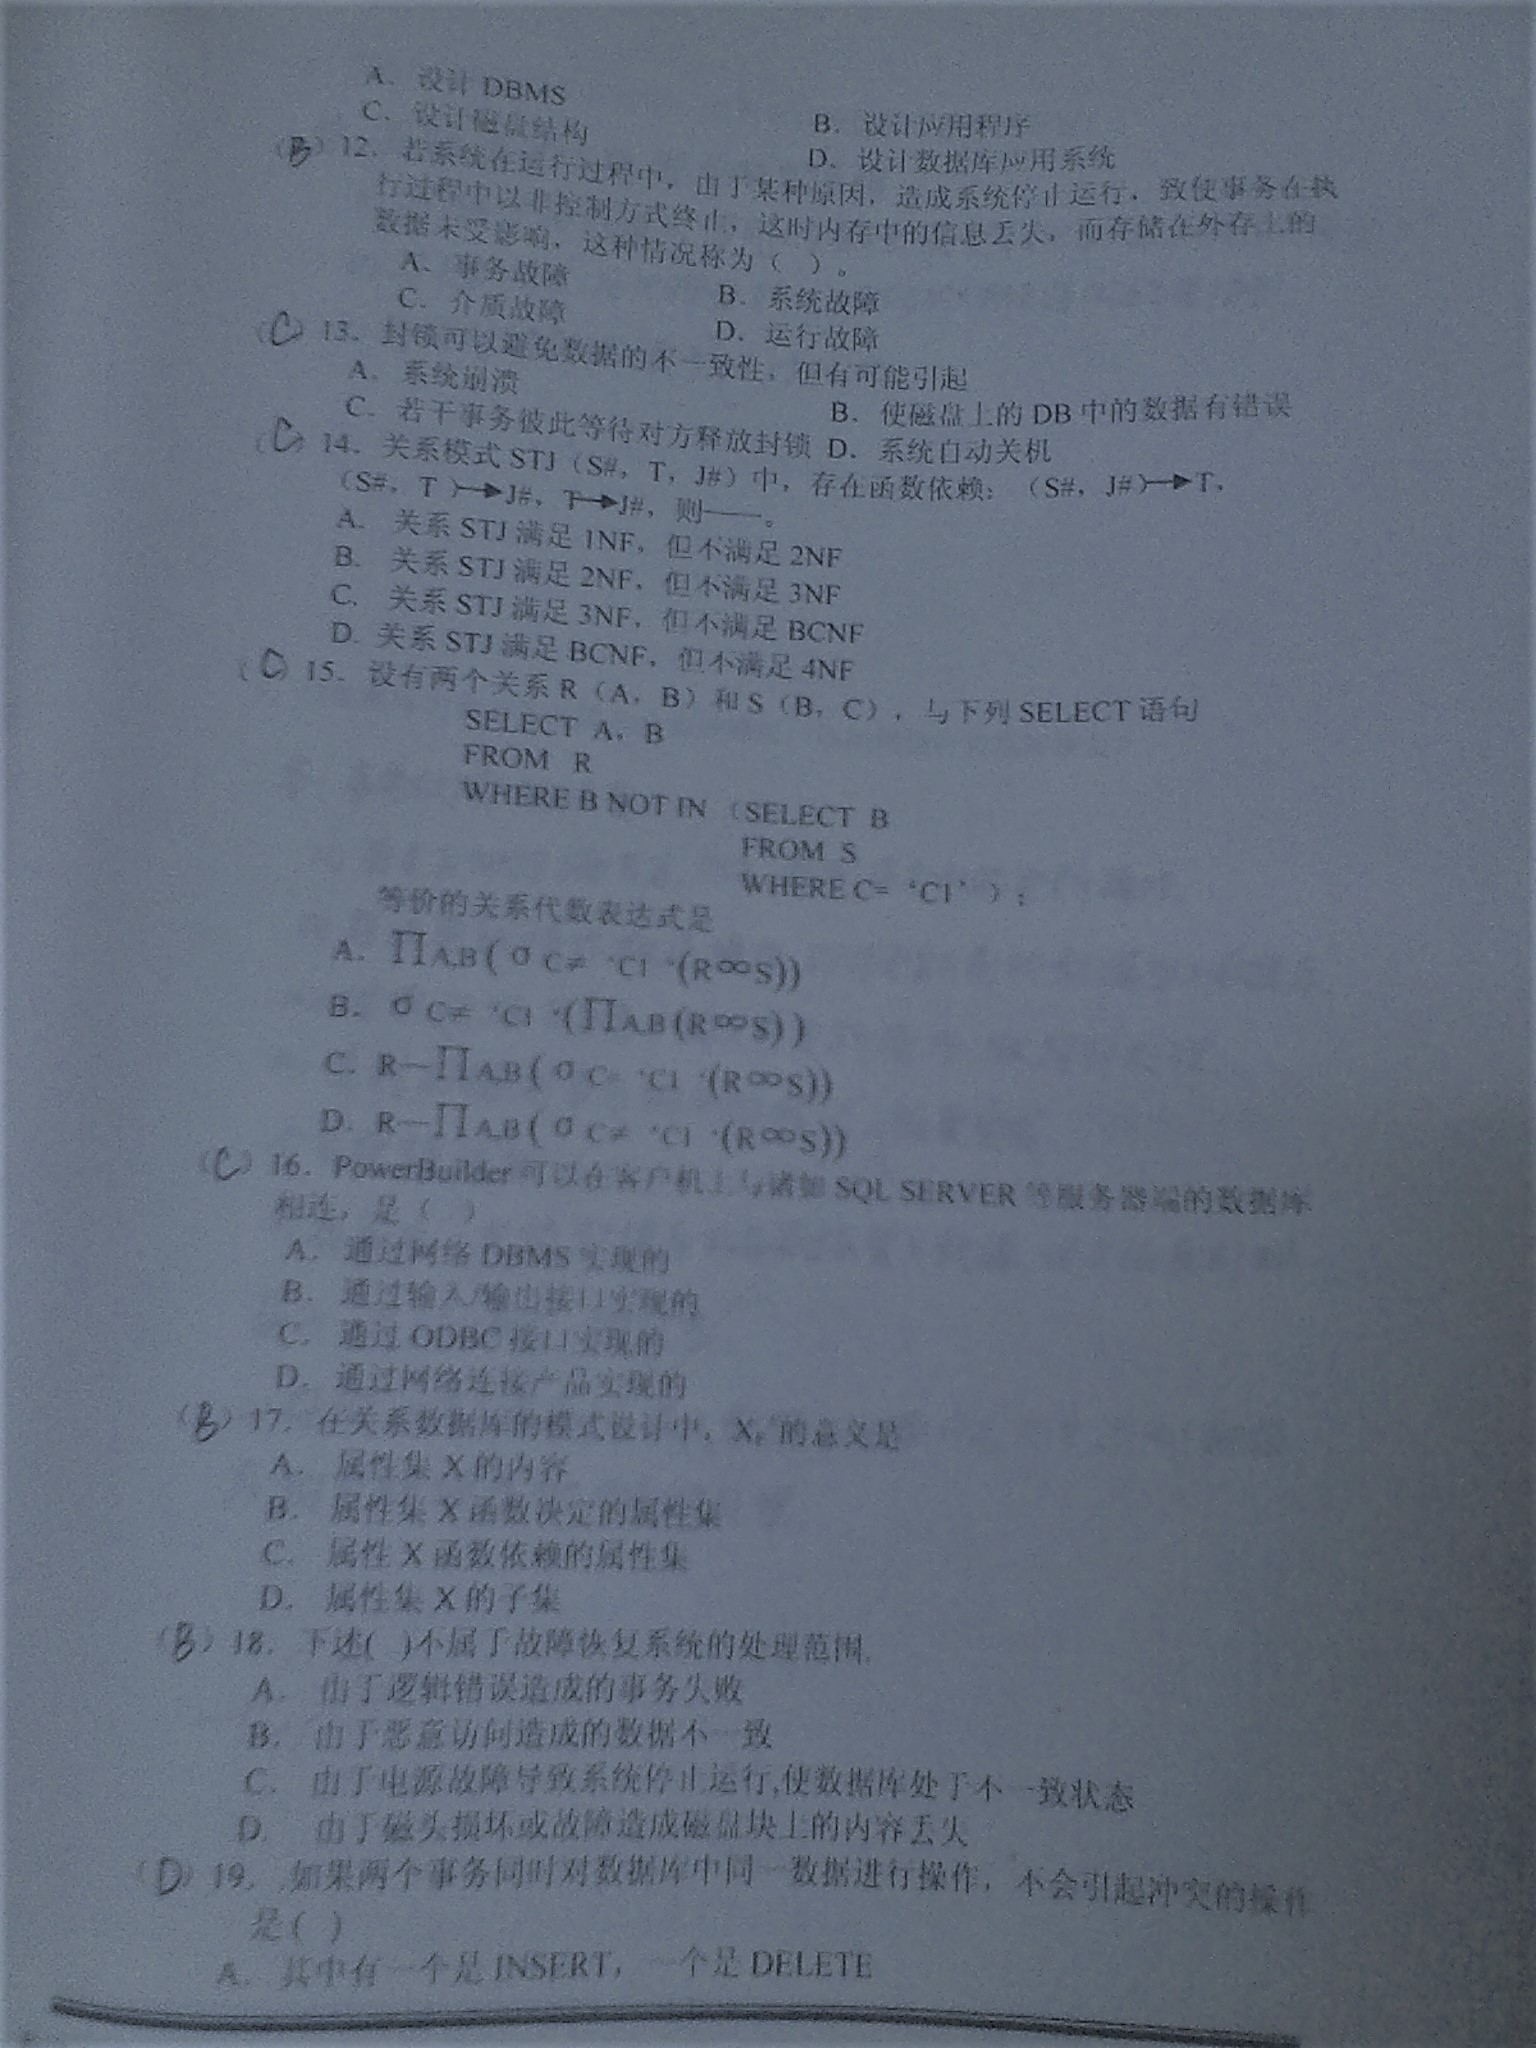 A. 设计 DBMS
B. 设计应用程序
C. 设计磁盘结构
D. 设计数据库应用系统
(B) 12. 若系统在运行过程中，由于某种原因，造成系统停止运行，致使事务在执
行过程中以非控制方式终止，这时内存中的信息丢失，而存储在外存上的
数据未受影响，这种情况称为（ ）。
A. 事务故障
B. 系统故障
C. 介质故障
D. 运行故障
(C) 13. 封锁可以避免数据的不一致性，但有可能引起
A. 系统崩溃
B. 使磁盘上的 DB 中的数据有错误
C. 若干事务彼此等待对方释放封锁 D. 系统自动关机
(C) 14. 关系模式 STJ（S#，T，J#）中，存在函数依赖：（S#，J#）→T，
（S#，T）→J#，T→J#，则——。
A. 关系 STJ 满足 1NF，但不满足 2NF
B. 关系 STJ 满足 2NF，但不满足 3NF
C. 关系 STJ 满足 3NF，但不满足 BCNF
D. 关系 STJ 满足 BCNF，但不满足 4NF
(C) 15. 设有两个关系 R（A，B）和 S（B，C），与下列 SELECT 语句
SELECT A，B
FROM R
WHERE B NOT IN （SELECT B
FROM S
WHERE C= ‘C1’）；
等价的关系代数表达式是
A. ∏A,B( σ C≠ ‘C1 ‘(R∞S))
B. σ C≠ ‘C1 ‘(∏A,B (R∞S) )
C. R—∏A,B( σ C= ‘C1 ‘(R∞S))
D. R—∏A,B( σ C≠ ‘C1 ‘(R∞S))
(C) 16. PowerBuilder 可以在客户机上与诸如 SQL SERVER 等服务器端的数据库
相连，是（ ）
A. 通过网络 DBMS 实现的
B. 通过输入/输出接口实现的
C. 通过 ODBC 接口实现的
D. 通过网络连接产品实现的
(B) 17. 在关系数据库的模式设计中，X_F⁺的意义是
A. 属性集 X 的内容
B. 属性集 X 函数决定的属性集
C. 属性 X 函数依赖的属性集
D. 属性集 X 的子集
(B) 18. 下述( )不属于故障恢复系统的处理范围.
A. 由于逻辑错误造成的事务失败
B. 由于恶意访问造成的数据不一致
C. 由于电源故障导致系统停止运行,使数据库处于不一致状态
D. 由于磁头损坏或故障造成磁盘块上的内容丢失
(D) 19. 如果两个事务同时对数据库中同一数据进行操作，不会引起冲突的操作
是( )
A. 其中有一个是 INSERT，一个是 DELETE